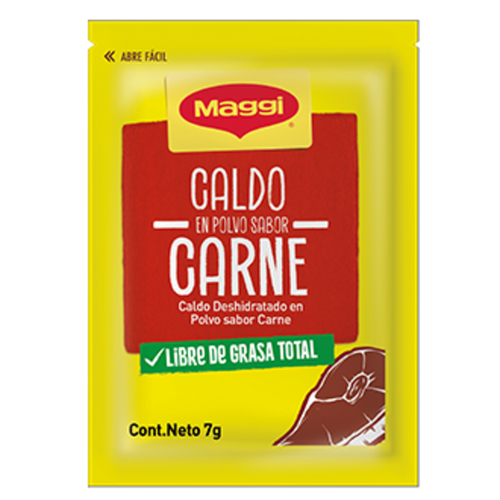 « ABRE FÁCIL
Maggi
®
CALDO
EN POLVO SABOR
CARNE
Caldo Deshidratado en
Polvo sabor Carne
✓ LIBRE DE GRASA TOTAL
Cont.Neto 7g